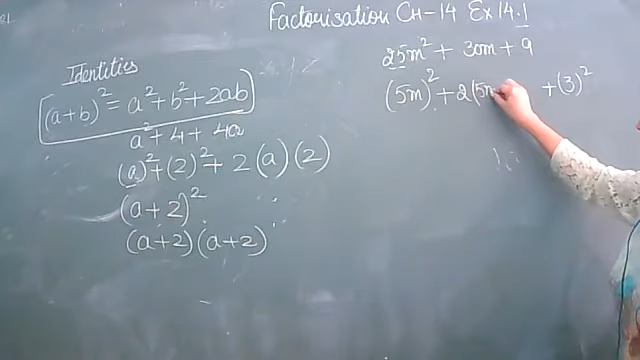 Factorisation CH-14 Ex 14.1
Identities
(a+b)² = a² + b² + 2ab
a² + 4 + 4a
(a)² + (2)² + 2(a)(2)
(a+2)²
(a+2)(a+2)
25m² + 30m + 9
(5m)² + 2(5m + (3)²